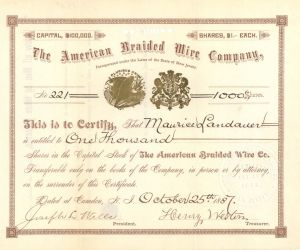 CAPITAL, $100,000. SHARES, $1.- EACH.
The American Braided Wire Company,
Incorporated under the Laws of the State of New Jersey.
No 221 1000 Shares
This is to Certify, That Maurice Landauer
is entitled to One Thousand
Shares in the Capital Stock of The American Braided Wire Co.
Transferable only on the books of the Company, in person or by attorney,
on the surrender of this Certificate.
Dated at Camden, N.J. October 25th 1887.
Joseph
Henry Weston
President. Treasurer.